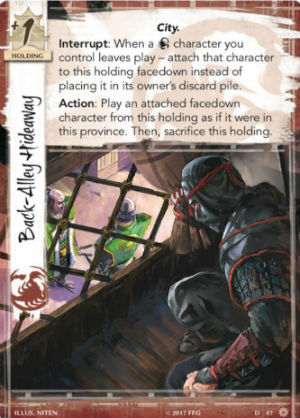 +1
HOLDING
City.
Interrupt: When a character you
control leaves play – attach that character
to this holding facedown instead of
placing it in its owner's discard pile.
Action: Play an attached facedown
character from this holding as if it were in
this province. Then, sacrifice this holding.
Back-Alley Hideaway
ILLUS. NITEN
© 2017 FFG
D 47